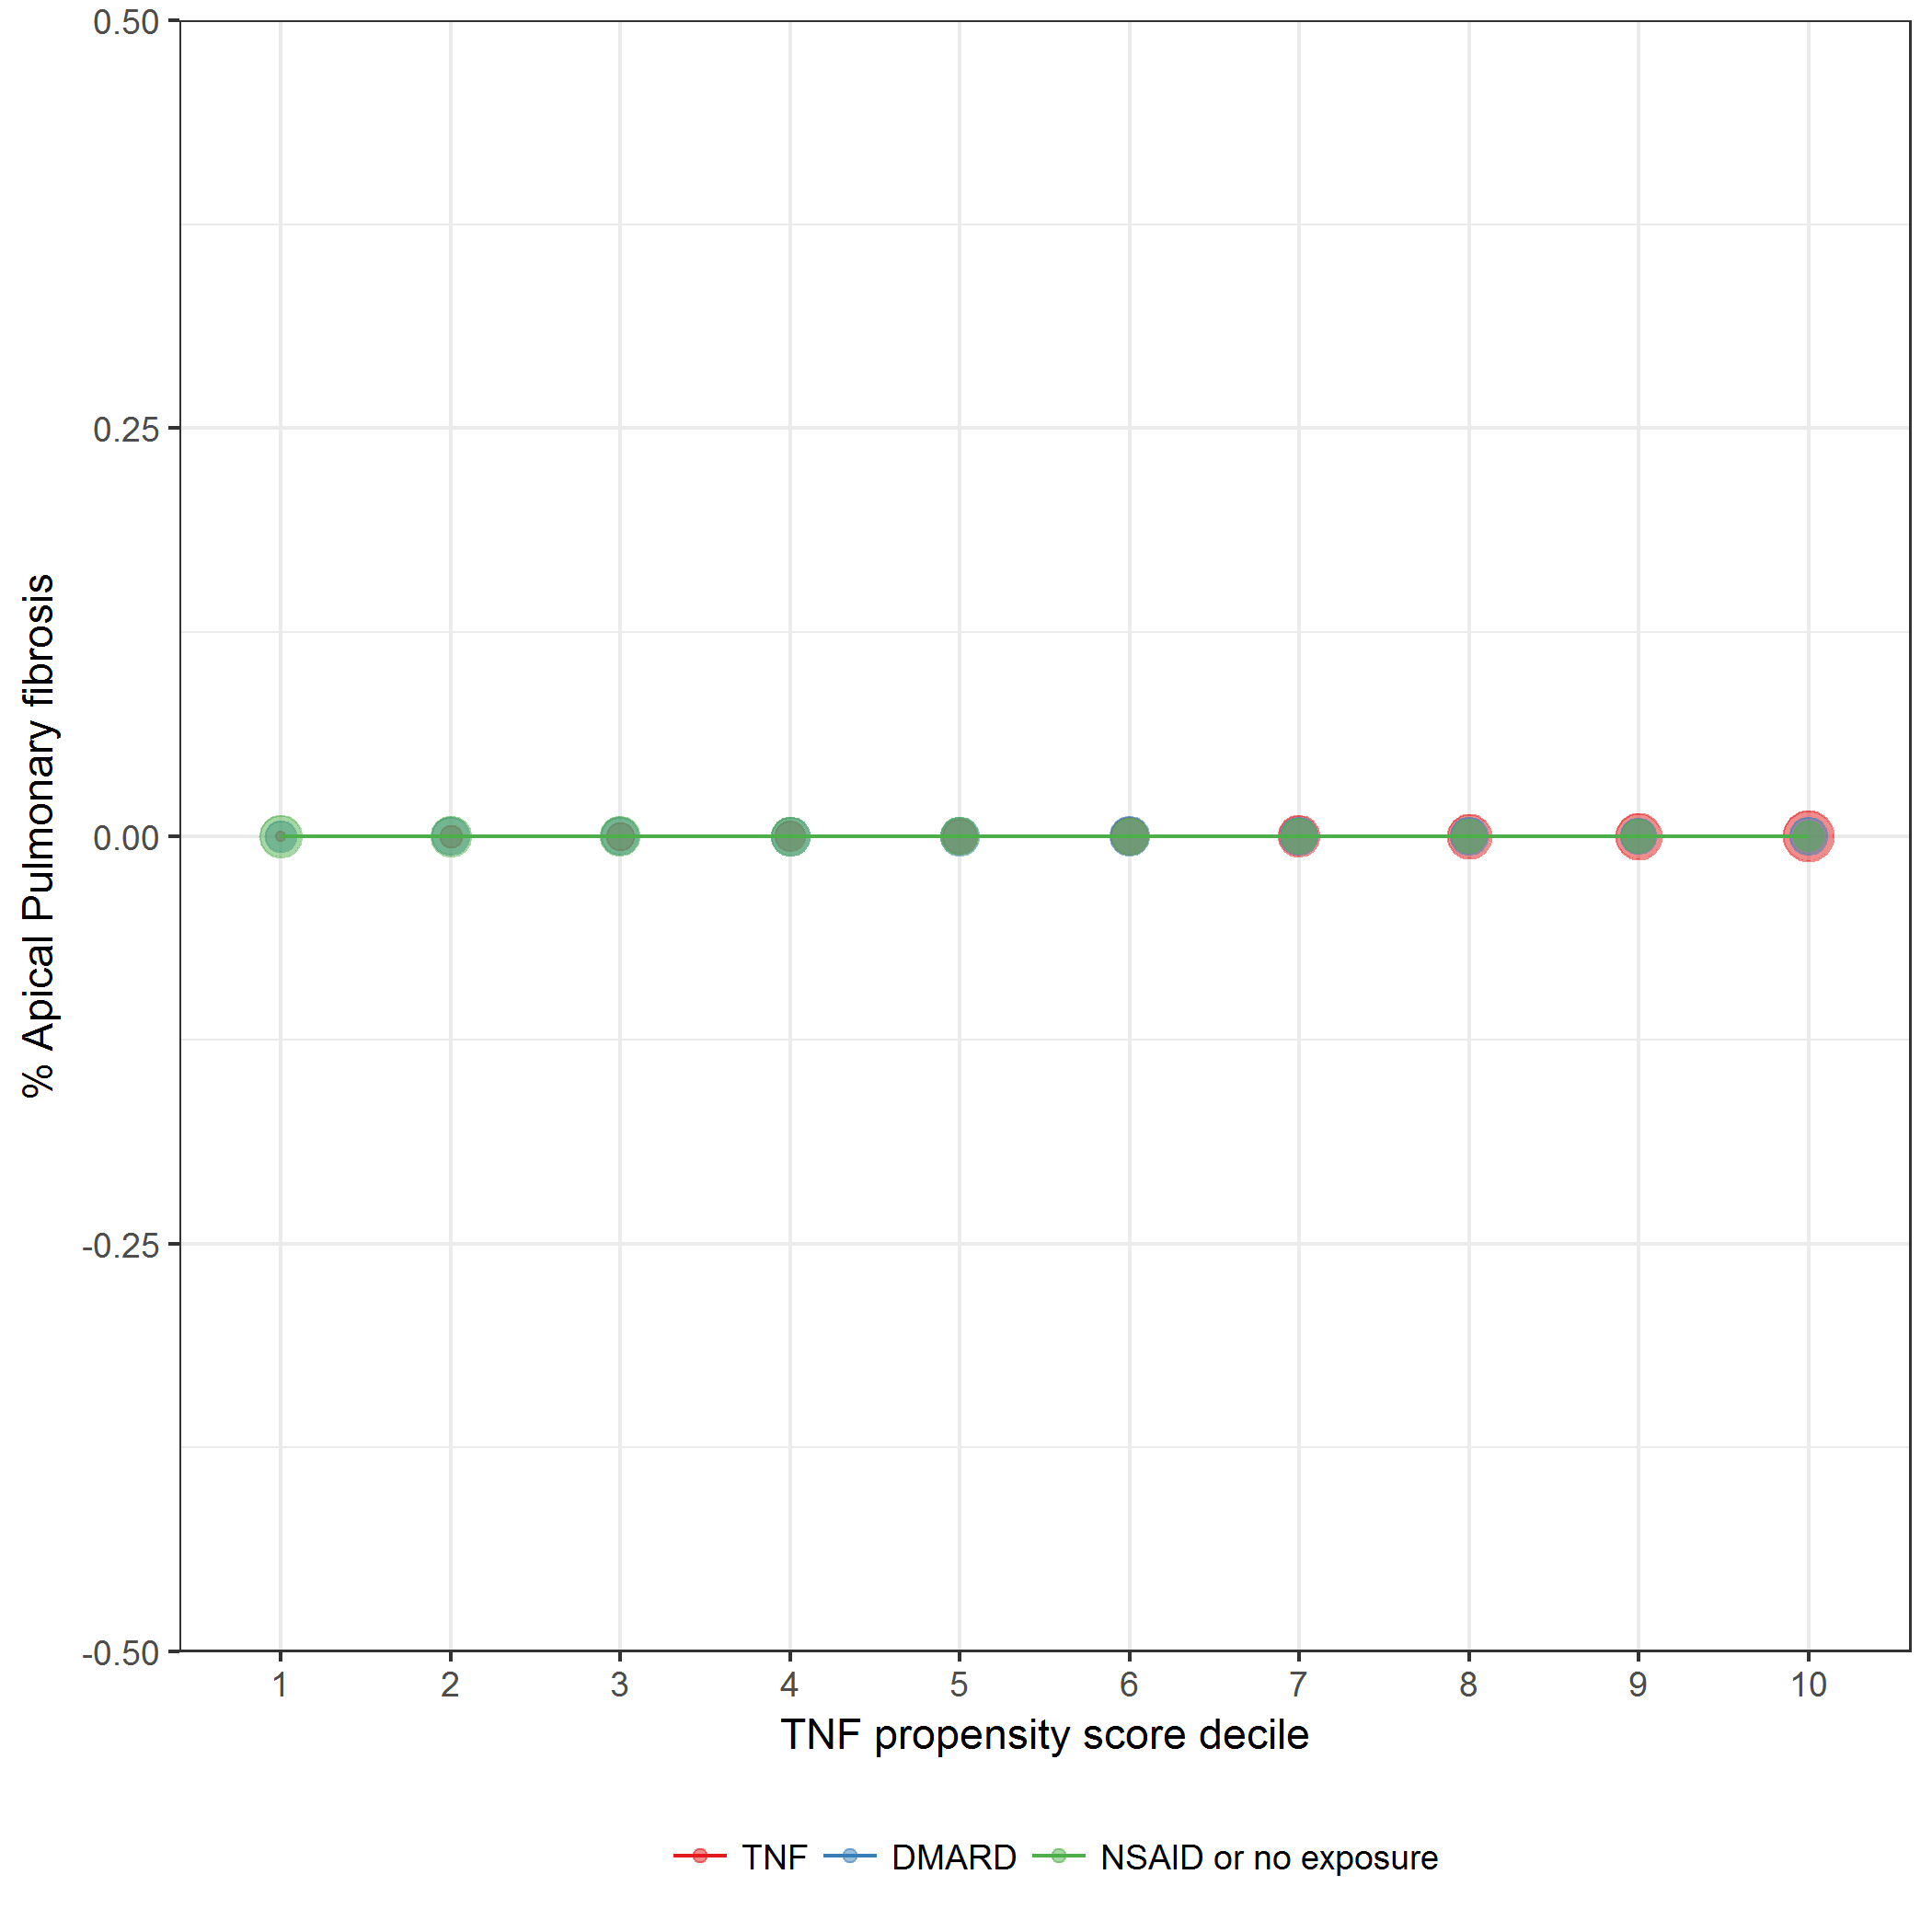 0.50
0.25
0.00
-0.25
-0.50
% Apical Pulmonary fibrosis
1 2 3 4 5 6 7 8 9 10
TNF propensity score decile
TNF DMARD NSAID or no exposure